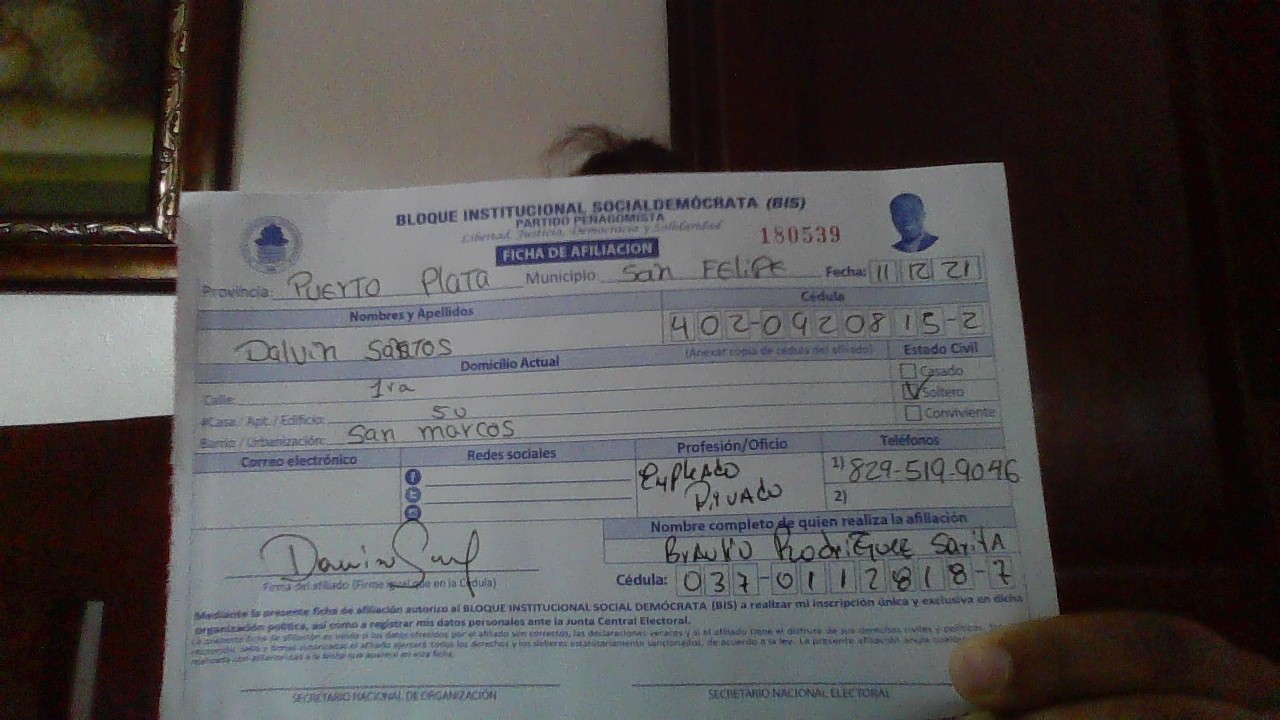 BLOQUE INSTITUCIONAL SOCIALDEMÓCRATA (BIS)
PARTIDO PEÑAGOMISTA
Libertad, Justicia, Democracia y Solidaridad
180539
FICHA DE AFILIACION
Provincia: PUERTO PLATA Municipio: San FELIPE Fecha: 11 12 21
Nombres y Apellidos Cédula
Dalvin SANTOS 402-0920815-2
(Anexar copia de cédula del afiliado)
Domicilio Actual Estado Civil
Calle: 1ra Casado
#Casa / Apt. / Edificio: 50 Soltero
Barrio / Urbanización: San marcos Conviviente
Correo electrónico Redes sociales Profesión/Oficio Teléfonos
EMPLEADO PRIVADO 1) 829-519-9046
2)
Nombre completo de quien realiza la afiliación
BrAulio RodriGuez Sarita
Firma del afiliado (Firme igual que en la Cédula) Cédula: 037-0112818-7
Mediante la presente ficha de afiliación autorizo al BLOQUE INSTITUCIONAL SOCIAL DEMÓCRATA (BIS) a realizar mi inscripción única y exclusiva en dicha
organización política, así como a registrar mis datos personales ante la Junta Central Electoral.
SECRETARIO NACIONAL DE ORGANIZACIÓN SECRETARIO NACIONAL ELECTORAL